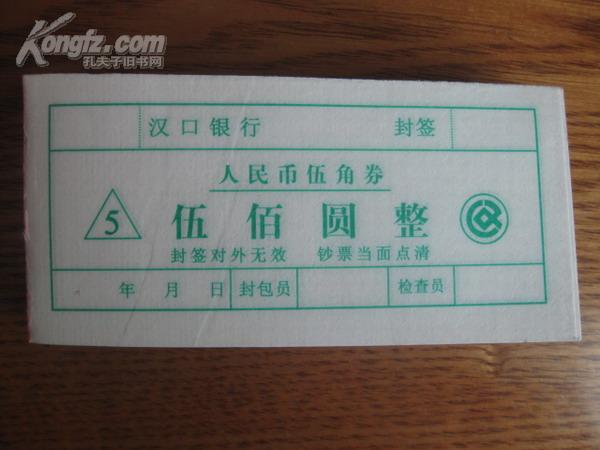 Kongfz.com
孔夫子旧书网
汉口银行 封签
人民币伍角券
5 伍佰圆整
封签对外无效 钞票当面点清
年 月 日 封包员 检查员